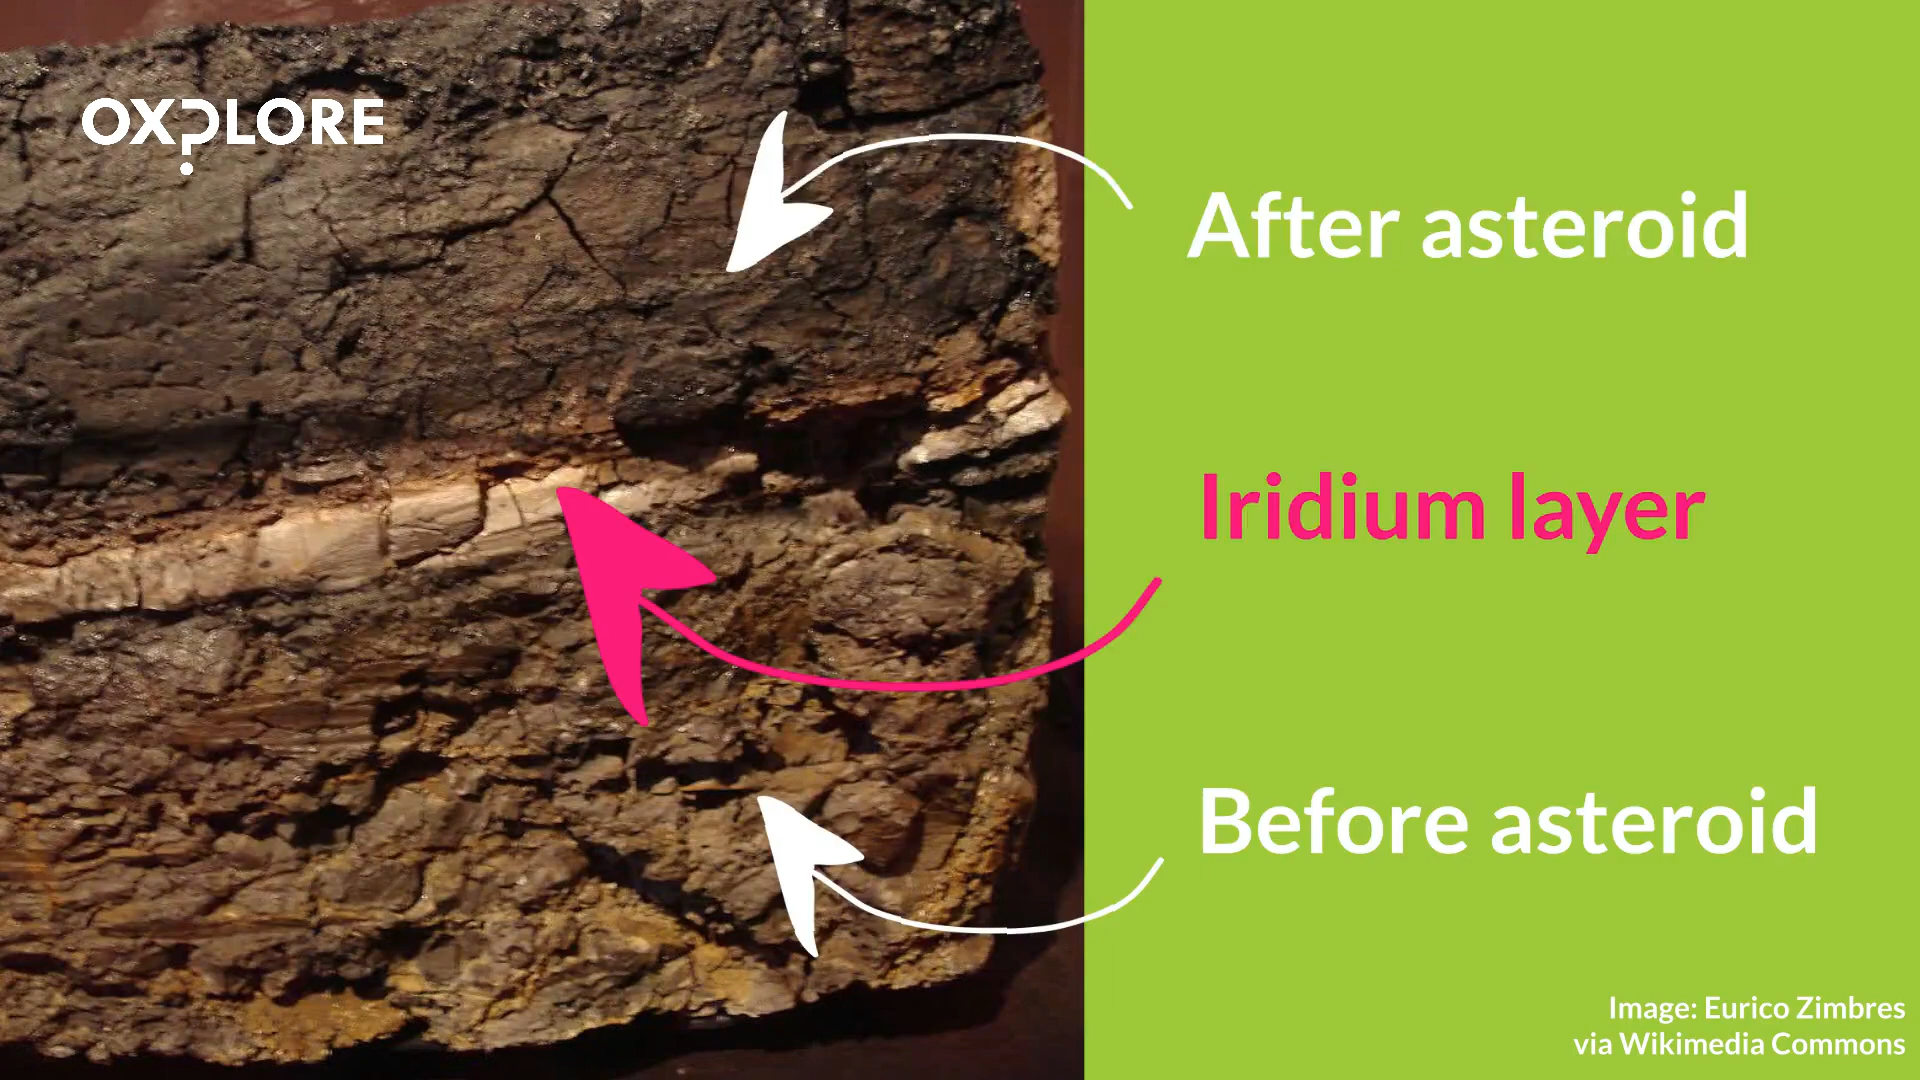 OXPLORE
After asteroid
Iridium layer
Before asteroid
Image: Eurico Zimbres
via Wikimedia Commons